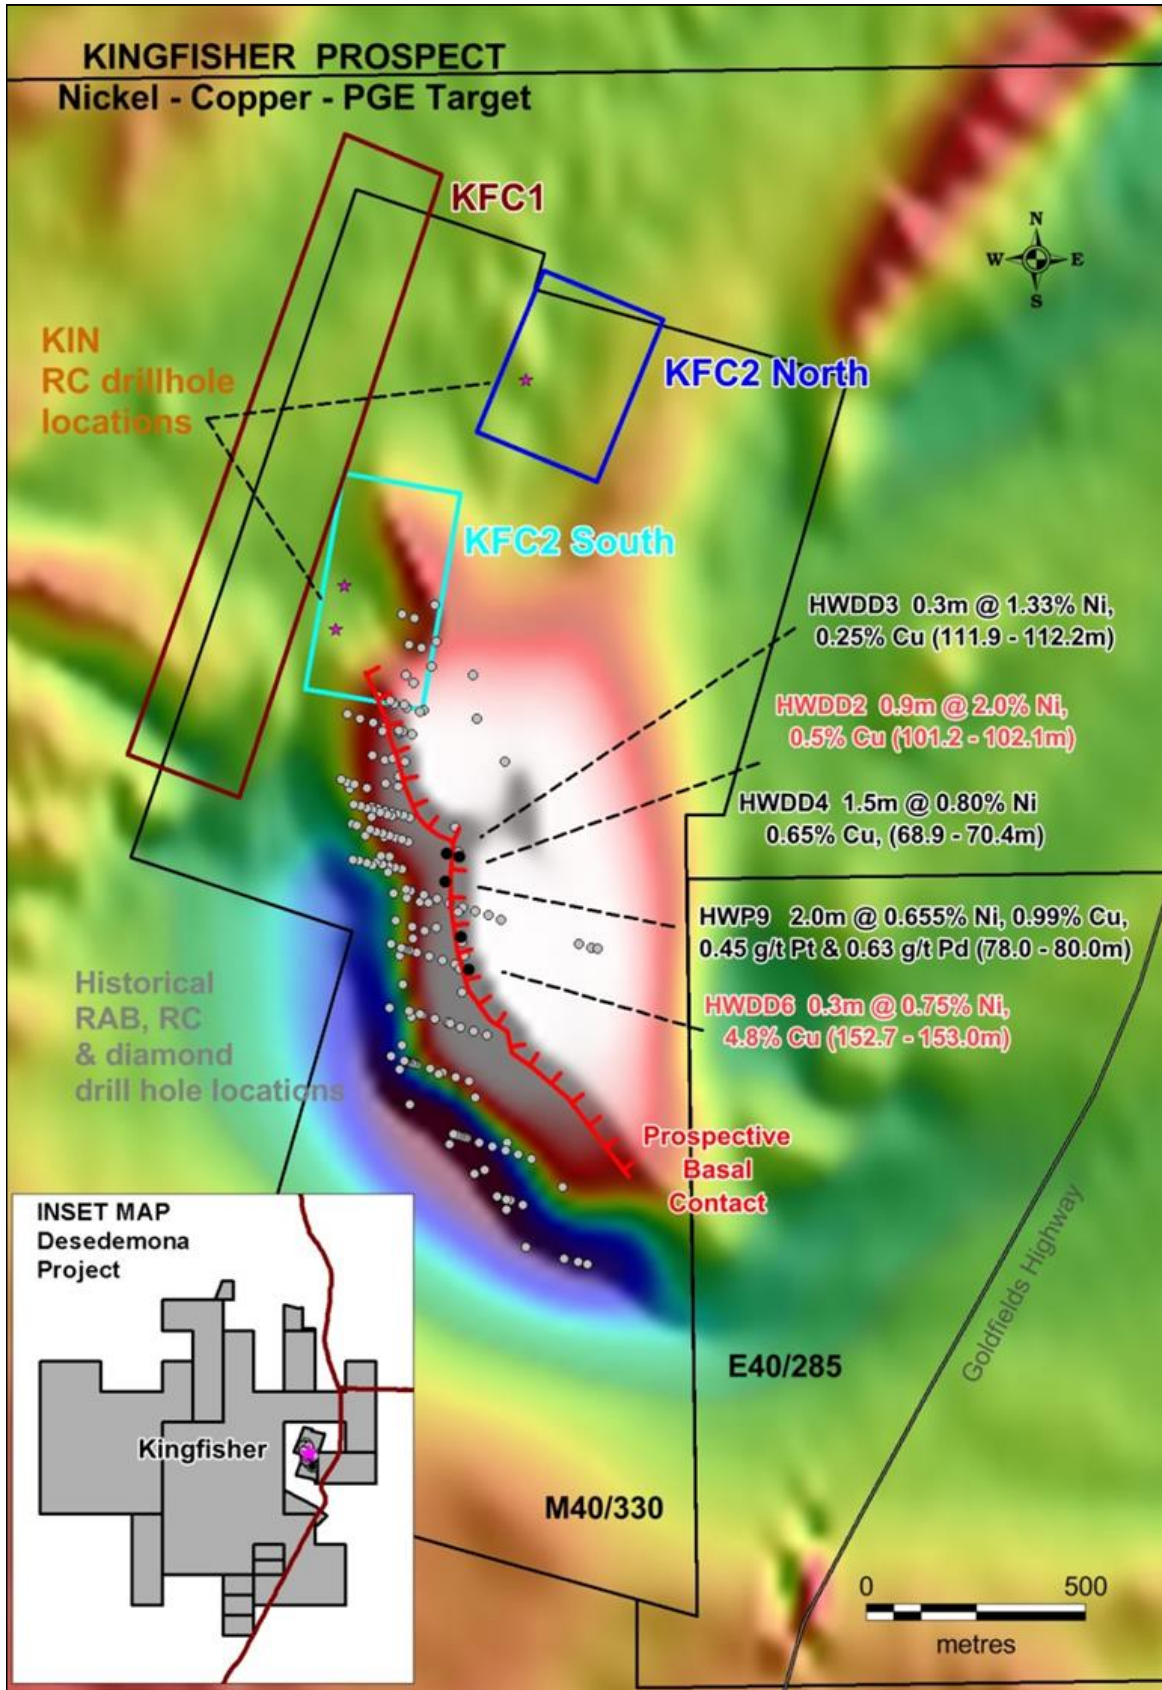 KINGFISHER PROSPECT
Nickel - Copper - PGE Target
KFC1
N
W
E
S
KIN
RC drillhole
locations
KFC2 North
KFC2 South
HWDD3 0.3m @ 1.33% Ni,
0.25% Cu (111.9 - 112.2m)
HWDD2 0.9m @ 2.0% Ni,
0.5% Cu (101.2 - 102.1m)
HWDD4 1.5m @ 0.80% Ni
0.65% Cu, (68.9 - 70.4m)
HWP9 2.0m @ 0.655% Ni, 0.99% Cu,
0.45 g/t Pt & 0.63 g/t Pd (78.0 - 80.0m)
HWDD6 0.3m @ 0.75% Ni,
4.8% Cu (152.7 - 153.0m)
Historical
RAB, RC
& diamond
drill hole locations
Prospective
Basal
Contact
Goldfields Highway
INSET MAP
Desedemona
Project
Kingfisher
E40/285
M40/330
0 500
metres